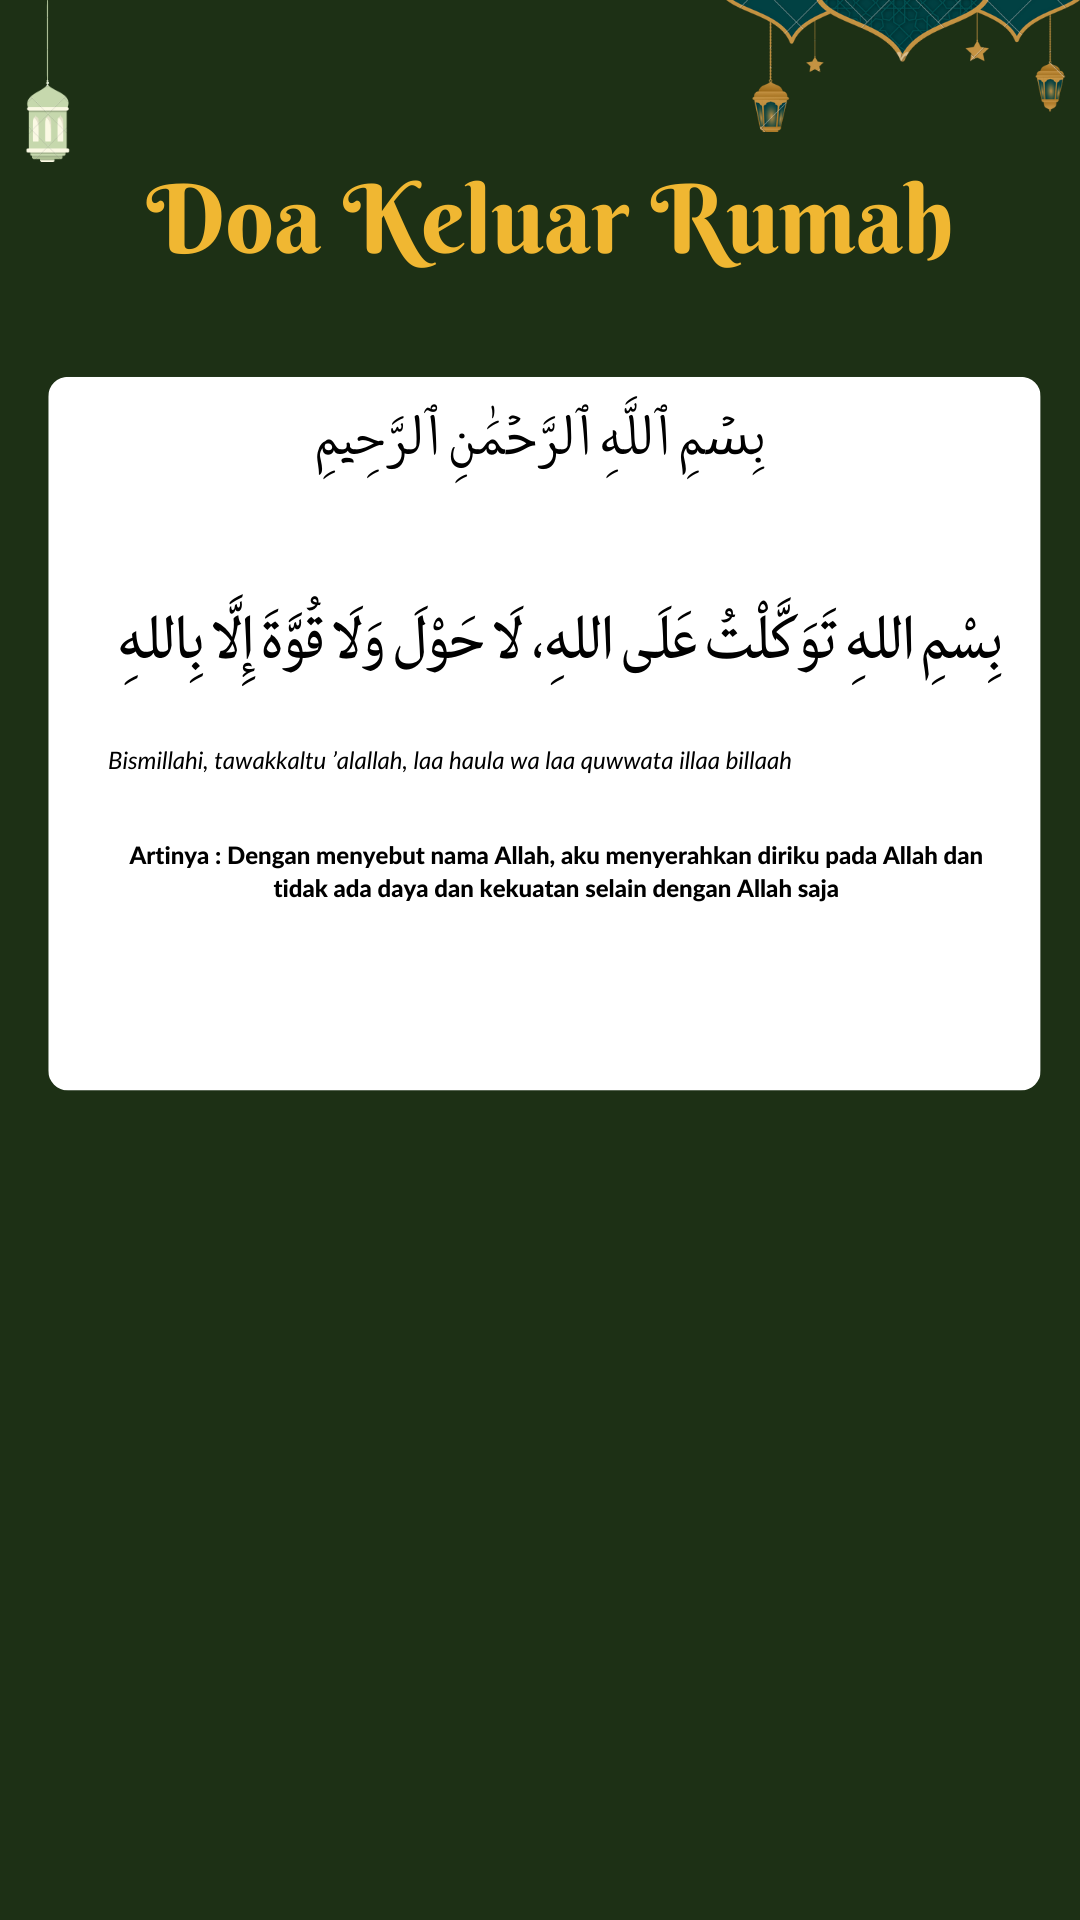 Doa Keluar Rumah
بِسۡمِ ٱللَّهِ ٱلرَّحۡمَٰنِ ٱلرَّحِيمِ
بِسْمِ اللهِ تَوَكَّلْتُ عَلَى اللهِ، لَا حَوْلَ وَلَا قُوَّةَ إِلَّا بِاللهِ
Bismillahi, tawakkaltu ’alallah, laa haula wa laa quwwata illaa billaah
Artinya : Dengan menyebut nama Allah, aku menyerahkan diriku pada Allah dan
tidak ada daya dan kekuatan selain dengan Allah saja